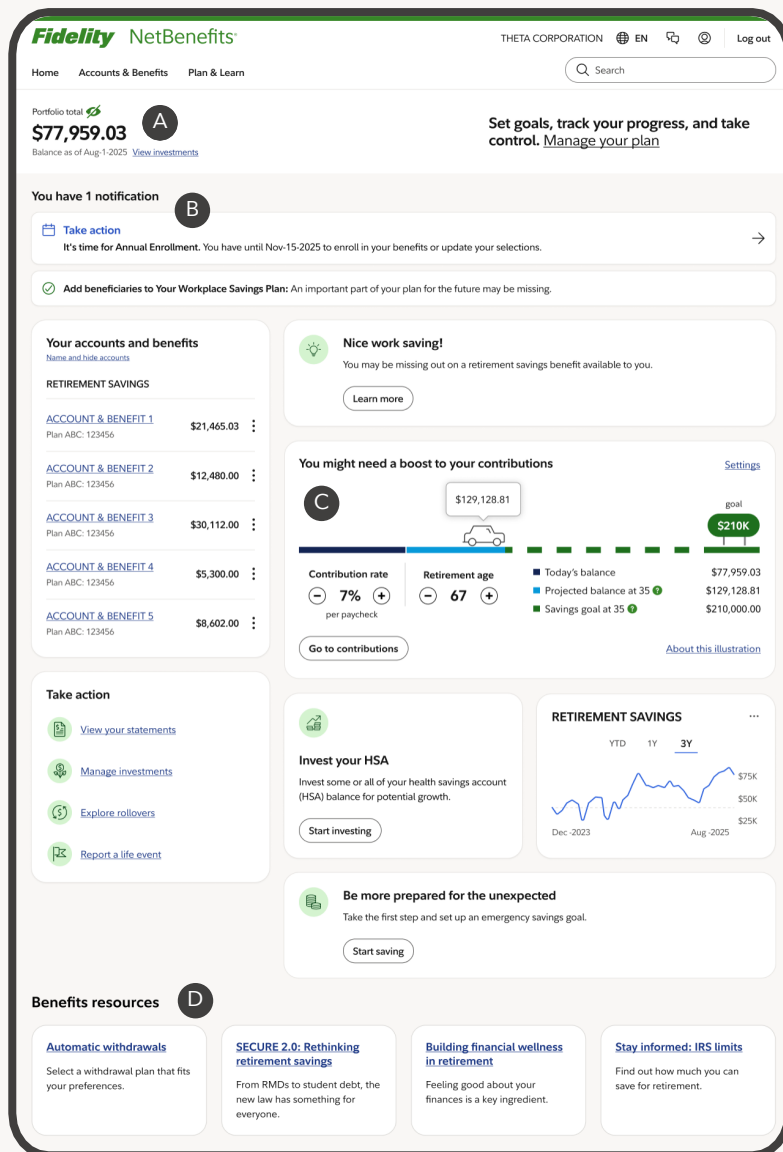 Fidelity NetBenefits®
THETA CORPORATION EN Log out
Home Accounts & Benefits Plan & Learn
Search
Portfolio total
$77,959.03
Balance as of Aug-1-2025 View investments
A
Set goals, track your progress, and take
control. Manage your plan
You have 1 notification
B
Take action
It's time for Annual Enrollment. You have until Nov-15-2025 to enroll in your benefits or update your selections.
Add beneficiaries to Your Workplace Savings Plan: An important part of your plan for the future may be missing.
Your accounts and benefits
Name and hide accounts
RETIREMENT SAVINGS
ACCOUNT & BENEFIT 1
Plan ABC: 123456
$21,465.03
ACCOUNT & BENEFIT 2
Plan ABC: 123456
$12,480.00
ACCOUNT & BENEFIT 3
Plan ABC: 123456
$30,112.00
ACCOUNT & BENEFIT 4
Plan ABC: 123456
$5,300.00
ACCOUNT & BENEFIT 5
Plan ABC: 123456
$8,602.00
Take action
View your statements
Manage investments
Explore rollovers
Report a life event
Nice work saving!
You may be missing out on a retirement savings benefit available to you.
Learn more
You might need a boost to your contributions
Settings
C
$129,128.81
goal
$210K
Contribution rate
− 7% +
per paycheck
Retirement age
− 67 +
Today's balance $77,959.03
Projected balance at 35 ? $129,128.81
Savings goal at 35 ? $210,000.00
Go to contributions
About this illustration
Invest your HSA
Invest some or all of your health savings account
(HSA) balance for potential growth.
Start investing
RETIREMENT SAVINGS ...
YTD 1Y 3Y
$75K
$50K
$25K
Dec -2023 Aug -2025
Be more prepared for the unexpected
Take the first step and set up an emergency savings goal.
Start saving
Benefits resources
D
Automatic withdrawals
Select a withdrawal plan that fits
your preferences.
SECURE 2.0: Rethinking
retirement savings
From RMDs to student debt, the
new law has something for
everyone.
Building financial wellness
in retirement
Feeling good about your
finances is a key ingredient.
Stay informed: IRS limits
Find out how much you can
save for retirement.